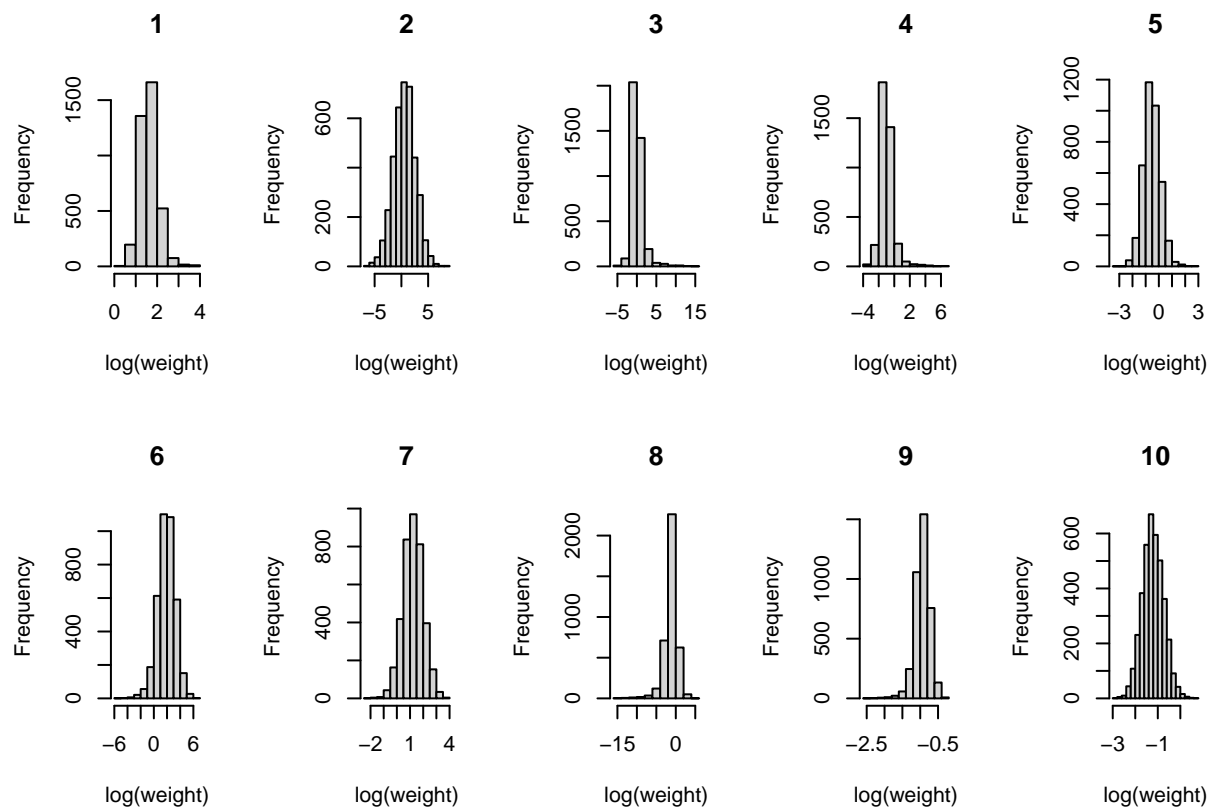 1
2
3
4
5
Frequency
0 500 1500
0 2 4
log(weight)
Frequency
0 200 600
−5 5
log(weight)
Frequency
0 500 1500
−5 5 15
log(weight)
Frequency
0 500 1500
−4 2 6
log(weight)
Frequency
0 400 800 1200
−3 0 3
log(weight)
6
7
8
9
10
Frequency
0 400 800
−6 0 6
log(weight)
Frequency
0 400 800
−2 1 4
log(weight)
Frequency
0 1000 2000
−15 0
log(weight)
Frequency
0 500 1000
−2.5 −0.5
log(weight)
Frequency
0 200 400 600
−3 −1
log(weight)